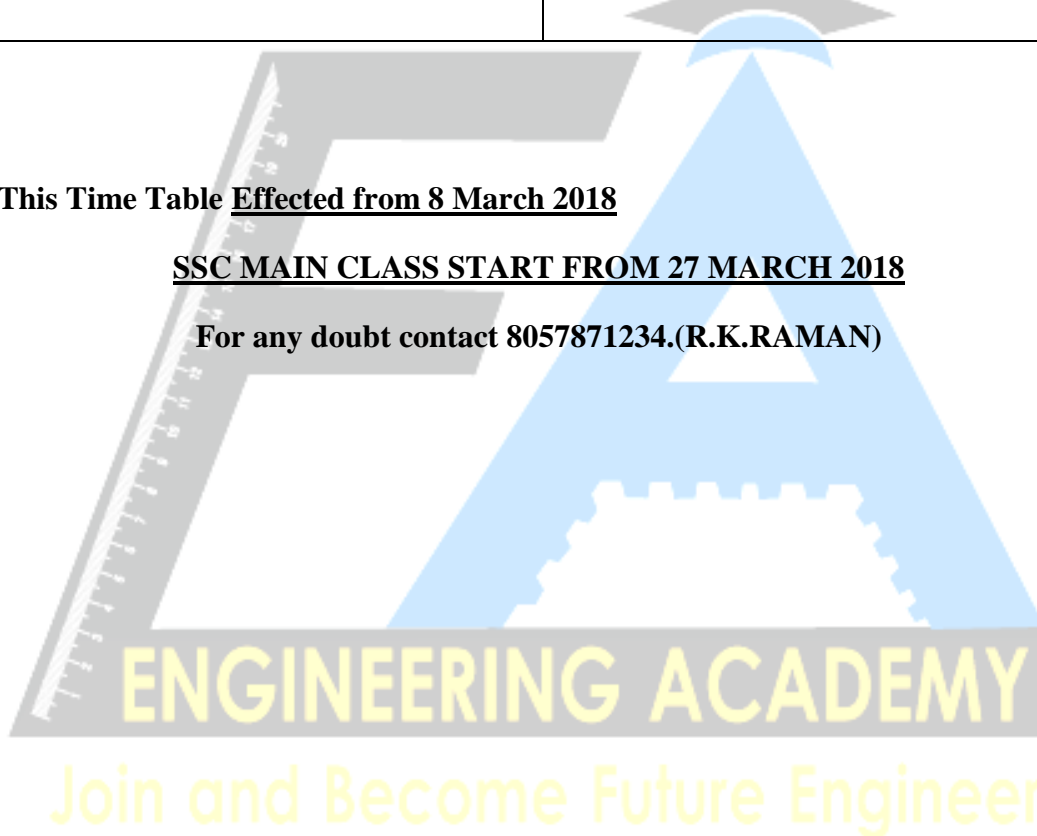 This Time Table Effected from 8 March 2018
SSC MAIN CLASS START FROM 27 MARCH 2018
For any doubt contact 8057871234.(R.K.RAMAN)
ENGINEERING ACADEMY
Join and Become Future Engineer